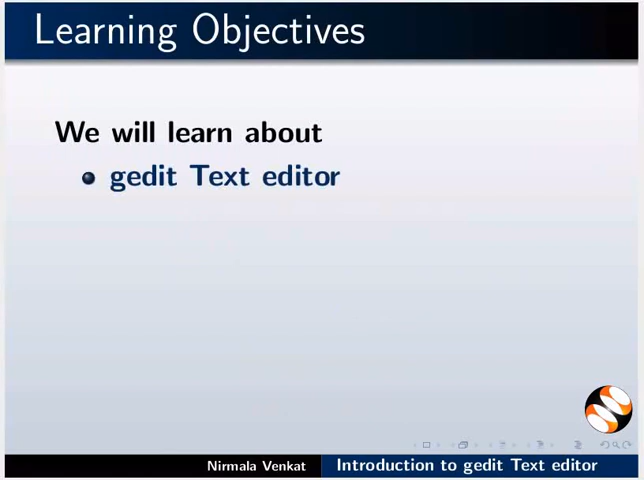 Learning Objectives
We will learn about
gedit Text editor
Nirmala Venkat
Introduction to gedit Text editor